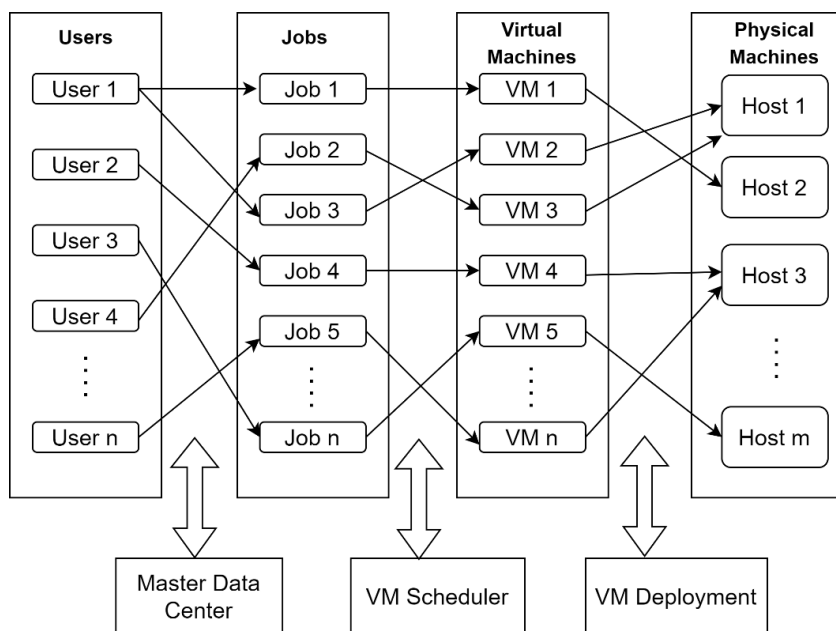 Users
User 1
User 2
User 3
User 4
User n
Jobs
Job 1
Job 2
Job 3
Job 4
Job 5
Job n
Virtual
Machines
VM 1
VM 2
VM 3
VM 4
VM 5
VM n
Physical
Machines
Host 1
Host 2
Host 3
Host m
Master Data
Center
VM Scheduler
VM Deployment